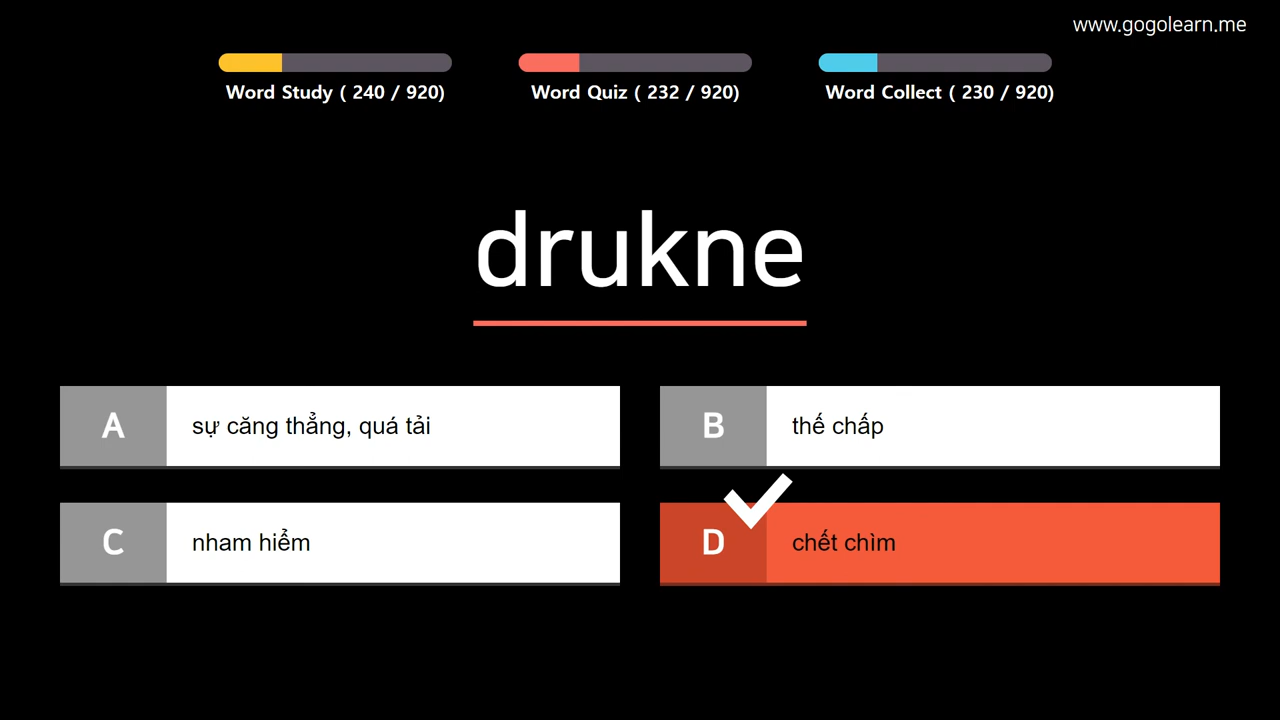 www.gogolearn.me
Word Study ( 240 / 920)
Word Quiz ( 232 / 920)
Word Collect ( 230 / 920)
drukne
A
sự căng thẳng, quá tải
B
thế chấp
C
nham hiểm
D
chết chìm